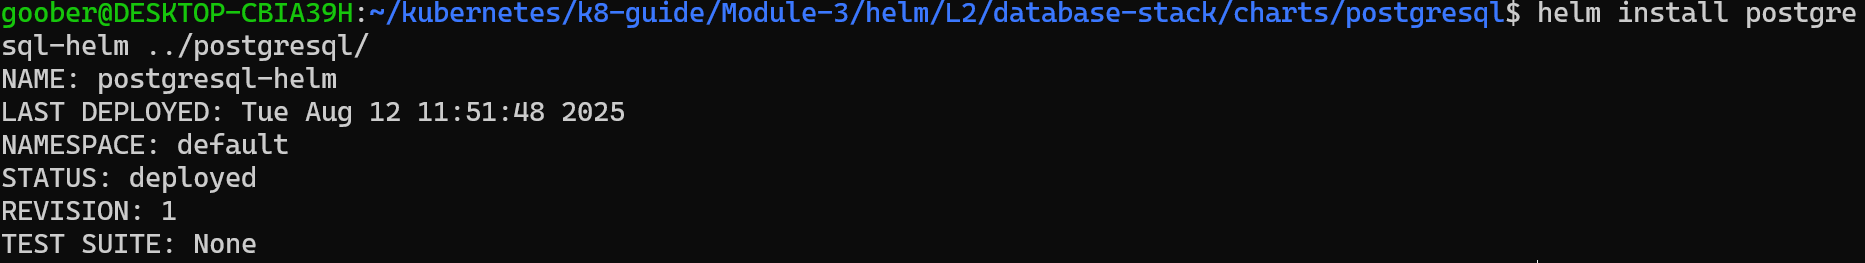 goober@DESKTOP-CBIA39H:~/kubernetes/k8-guide/Module-3/helm/L2/database-stack/charts/postgresql$ helm install postgre
sql-helm ../postgresql/
NAME: postgresql-helm
LAST DEPLOYED: Tue Aug 12 11:51:48 2025
NAMESPACE: default
STATUS: deployed
REVISION: 1
TEST SUITE: None